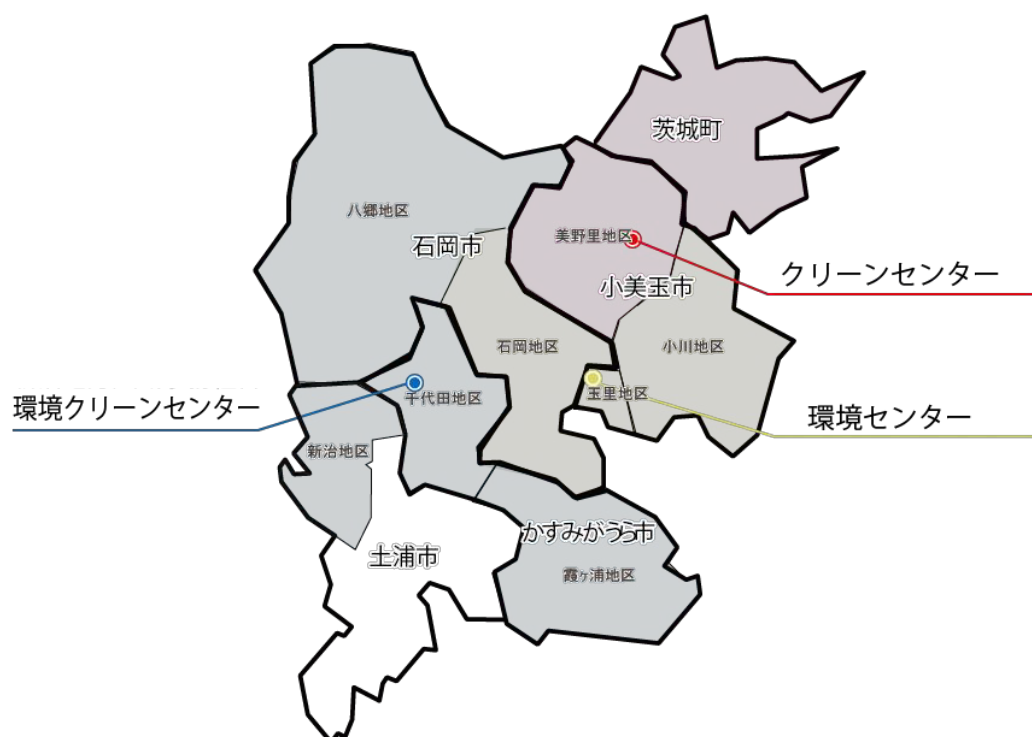 茨城町
八郷地区
美野里地区
石岡市
クリーンセンター
小美玉市
石岡地区
小川地区
千代田地区
玉里地区
環境クリーンセンター
環境センター
新治地区
かすみがうら市
土浦市
霞ヶ浦地区